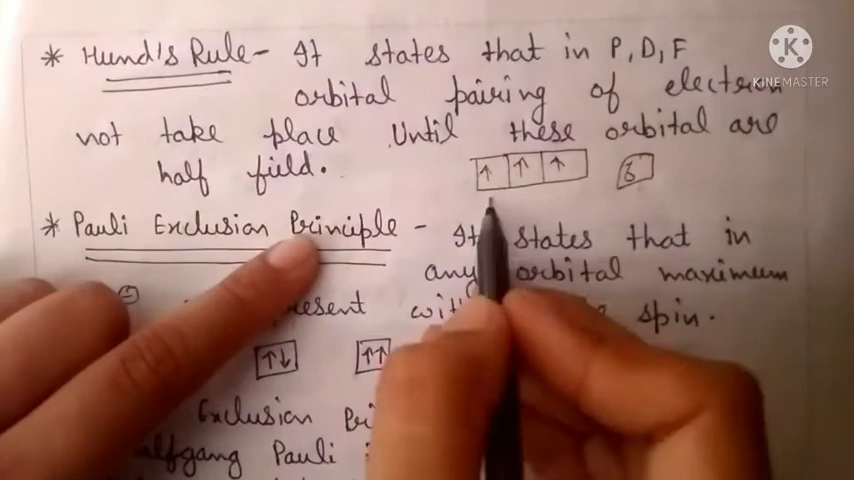 * Hund's Rule - It states that in P, D, F
orbital pairing of electron
not take place Until these orbital are
half field.
↑ ↑ ↑ 6
* Pauli Exclusion Principle - It states that in
any orbital maximum
spin.
↑↓ ↑↑
Exclusion
Pauli
K
KINEMASTER